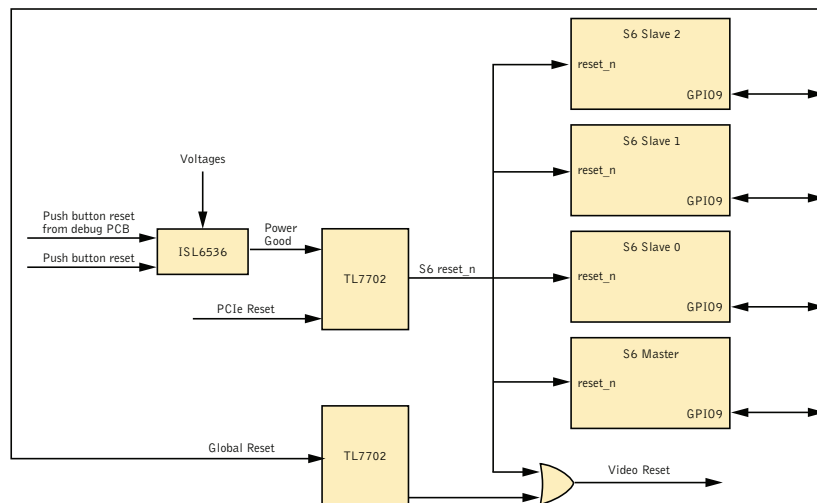 S6 Slave 2
reset_n
GPIO9
S6 Slave 1
reset_n
GPIO9
Voltages
Push button reset
from debug PCB
Push button reset
ISL6536
Power
Good
TL7702
S6 reset_n
PCIe Reset
S6 Slave 0
reset_n
GPIO9
S6 Master
reset_n
GPIO9
Global Reset
TL7702
Video Reset